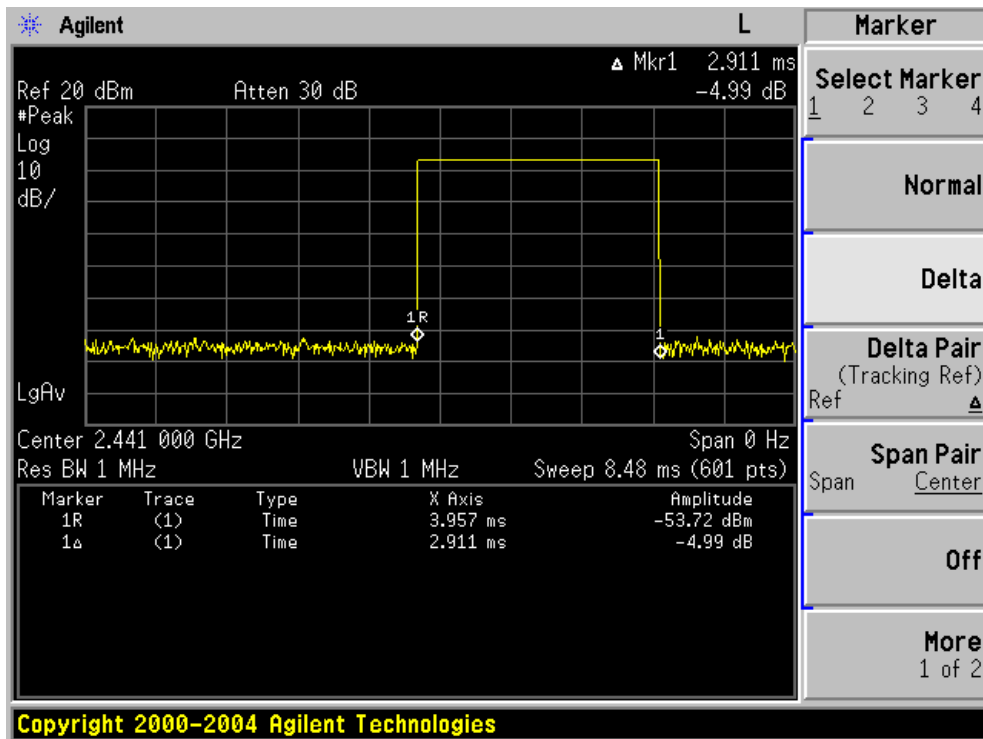 Agilent L
Δ Mkr1 2.911 ms
Ref 20 dBm Atten 30 dB -4.99 dB
#Peak
Log
10
dB/
1R
1
LgAv
Center 2.441 000 GHz Span 0 Hz
Res BW 1 MHz VBW 1 MHz Sweep 8.48 ms (601 pts)
Marker Trace Type X Axis Amplitude
1R (1) Time 3.957 ms -53.72 dBm
1Δ (1) Time 2.911 ms -4.99 dB
Marker
Select Marker
1 2 3 4
Normal
Delta
Delta Pair
(Tracking Ref)
Ref Δ
Span Pair
Span Center
Off
More
1 of 2
Copyright 2000-2004 Agilent Technologies